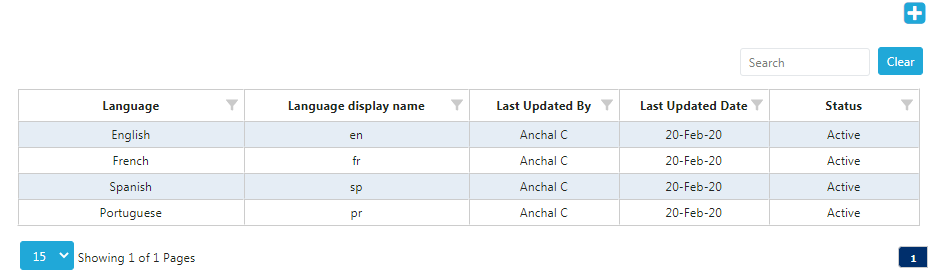 Search Clear
Language Language display name Last Updated By Last Updated Date Status
English en Anchal C 20-Feb-20 Active
French fr Anchal C 20-Feb-20 Active
Spanish sp Anchal C 20-Feb-20 Active
Portuguese pr Anchal C 20-Feb-20 Active
15 Showing 1 of 1 Pages 1